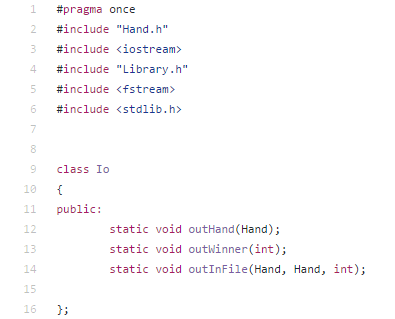 1 #pragma once
2 #include "Hand.h"
3 #include <iostream>
4 #include "Library.h"
5 #include <fstream>
6 #include <stdlib.h>
7
8
9 class Io
10 {
11 public:
12 static void outHand(Hand);
13 static void outWinner(int);
14 static void outInFile(Hand, Hand, int);
15
16 };